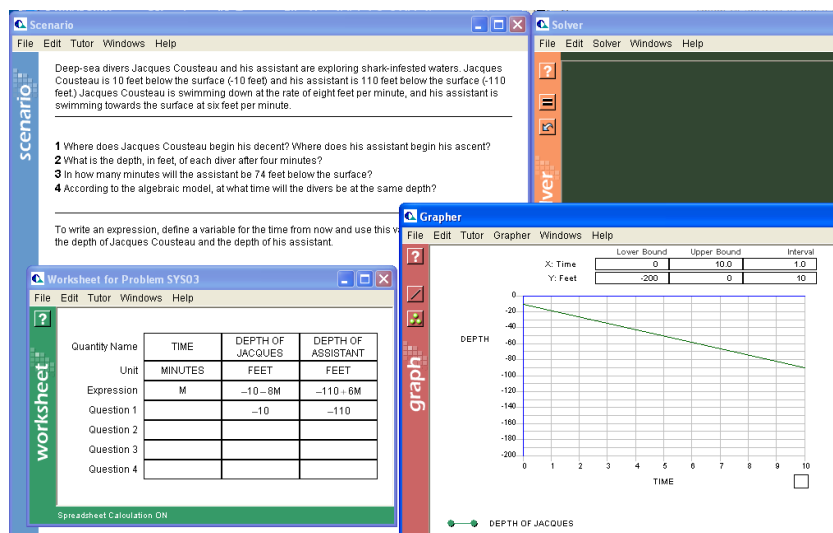 Scenario
File Edit Tutor Windows Help
scenario
Deep-sea divers Jacques Cousteau and his assistant are exploring shark-infested waters. Jacques
Cousteau is 10 feet below the surface (-10 feet) and his assistant is 110 feet below the surface (-110
feet.) Jacques Cousteau is swimming down at the rate of eight feet per minute, and his assistant is
swimming towards the surface at six feet per minute.
1 Where does Jacques Cousteau begin his decent? Where does his assistant begin his ascent?
2 What is the depth, in feet, of each diver after four minutes?
3 In how many minutes will the assistant be 74 feet below the surface?
4 According to the algebraic model, at what time will the divers be at the same depth?
To write an expression, define a variable for the time from now and use this va
the depth of Jacques Cousteau and the depth of his assistant.
Solver
File Edit Solver Windows Help
?
=
lver
Worksheet for Problem SYS03
File Edit Tutor Windows Help
?
worksheet
Quantity Name TIME DEPTH OF JACQUES DEPTH OF ASSISTANT
Unit MINUTES FEET FEET
Expression M –10–8M –110+6M
Question 1 –10 –110
Question 2
Question 3
Question 4
Spreadsheet Calculation ON
Grapher
File Edit Tutor Grapher Windows Help
?
graph
Lower Bound Upper Bound Interval
X: Time 0 10.0 1.0
Y: Feet -200 0 10
DEPTH
0
-20
-40
-60
-80
-100
-120
-140
-160
-180
-200
0 1 2 3 4 5 6 7 8 9 10
TIME
DEPTH OF JACQUES